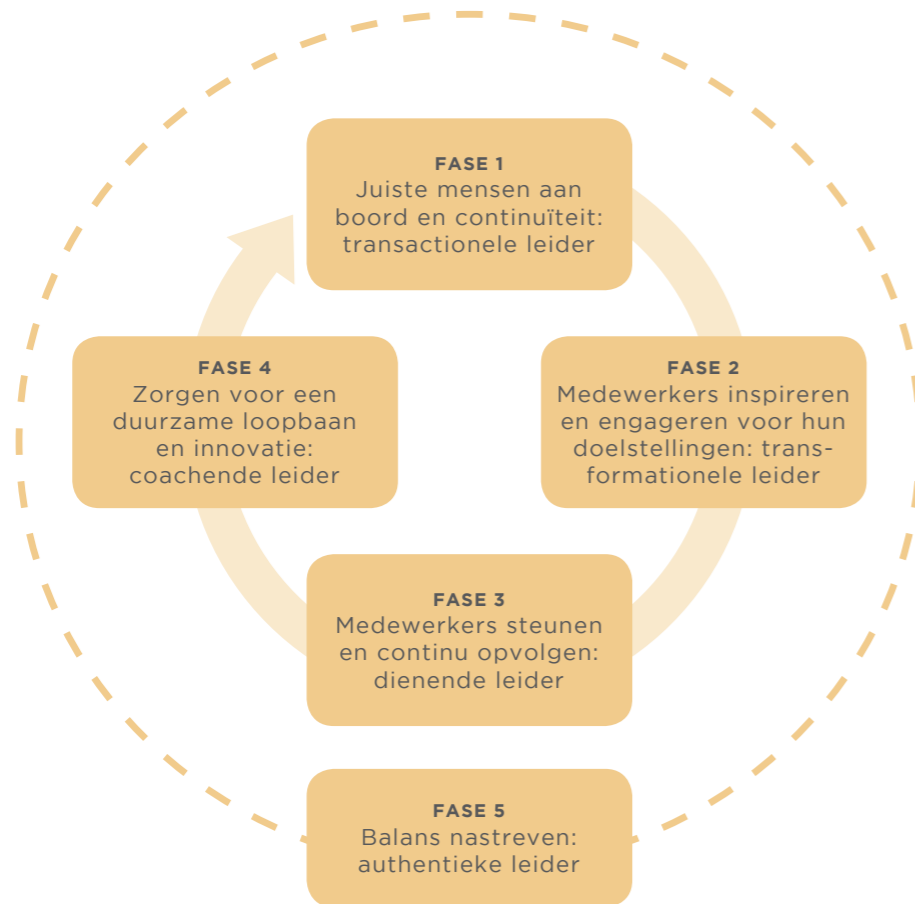 FASE 1
Juiste mensen aan
boord en continuïteit:
transactionele leider
FASE 2
Medewerkers inspireren
en engageren voor hun
doelstellingen: trans-
formationele leider
FASE 3
Medewerkers steunen
en continu opvolgen:
dienende leider
FASE 4
Zorgen voor een
duurzame loopbaan
en innovatie:
coachende leider
FASE 5
Balans nastreven:
authentieke leider